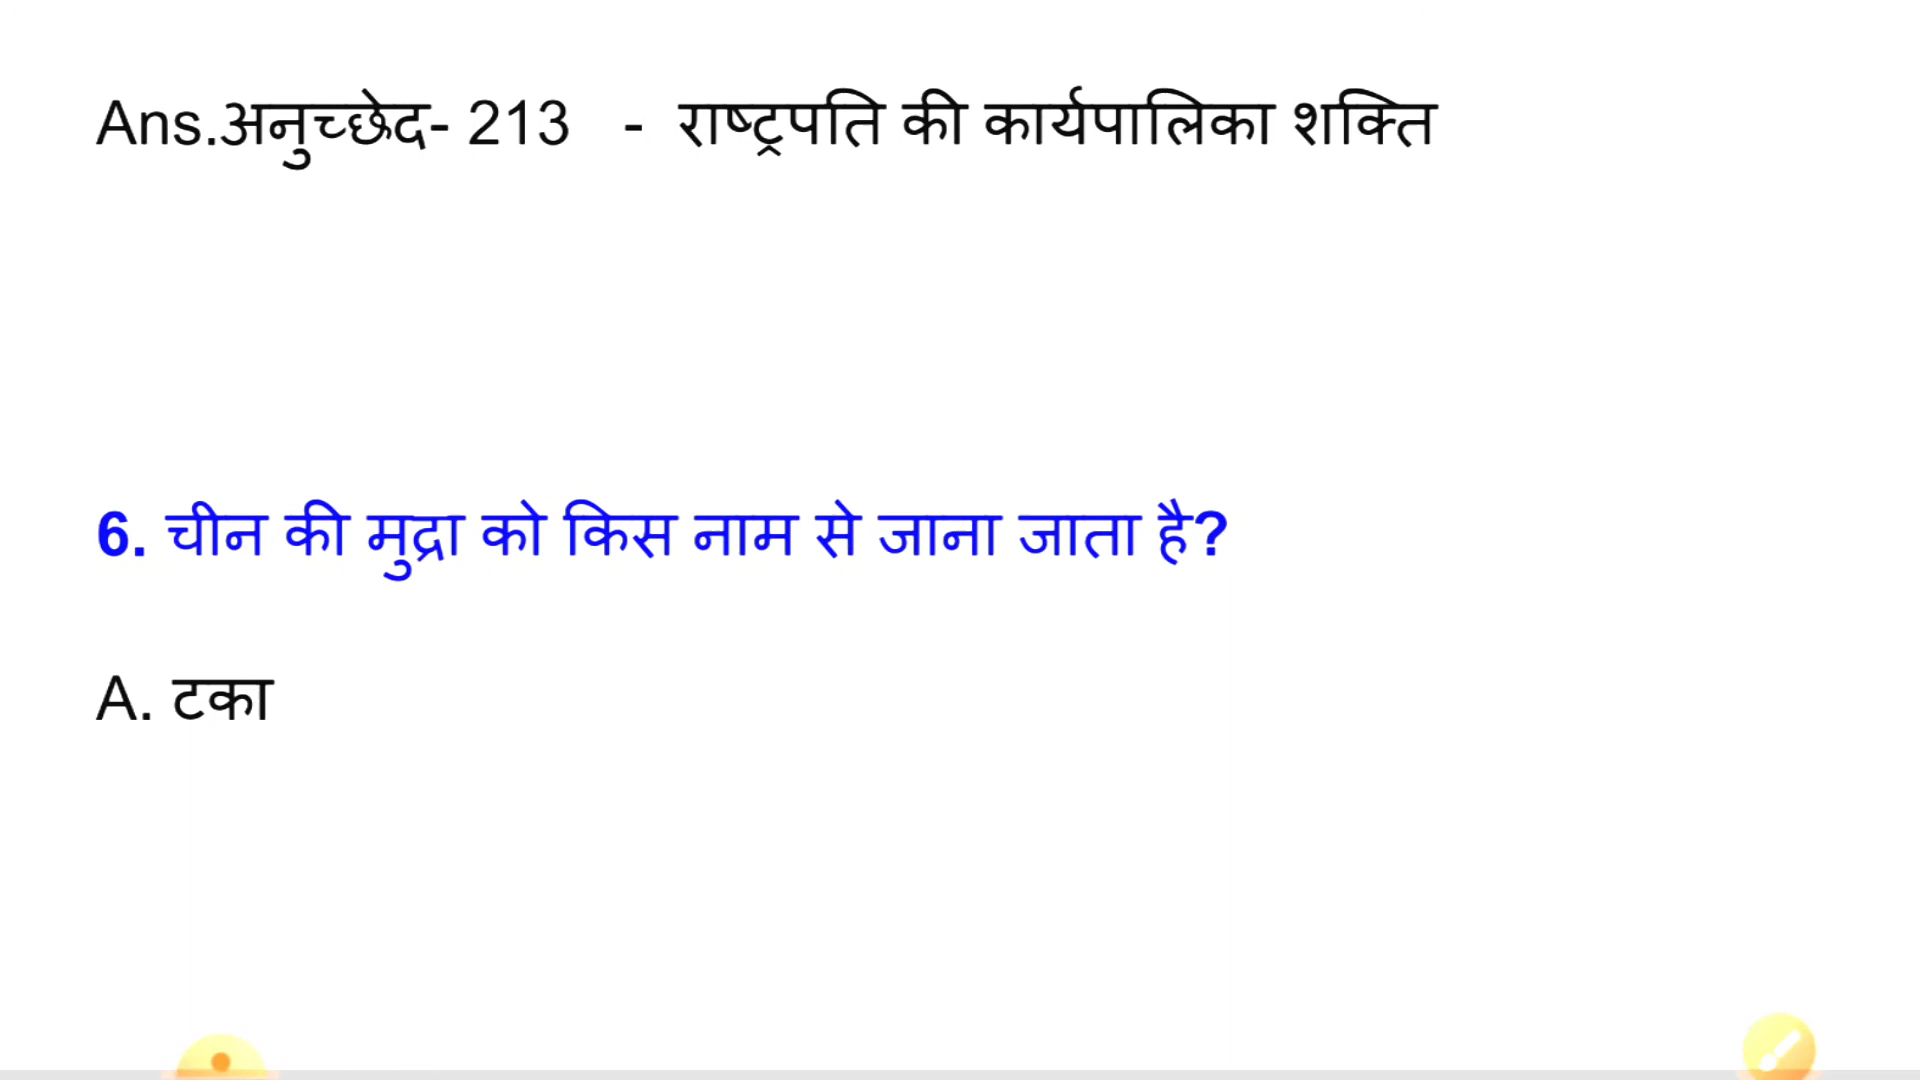 Ans.अनुच्छेद- 213 - राष्ट्रपति की कार्यपालिका शक्ति
6. चीन की मुद्रा को किस नाम से जाना जाता है?
A. टका